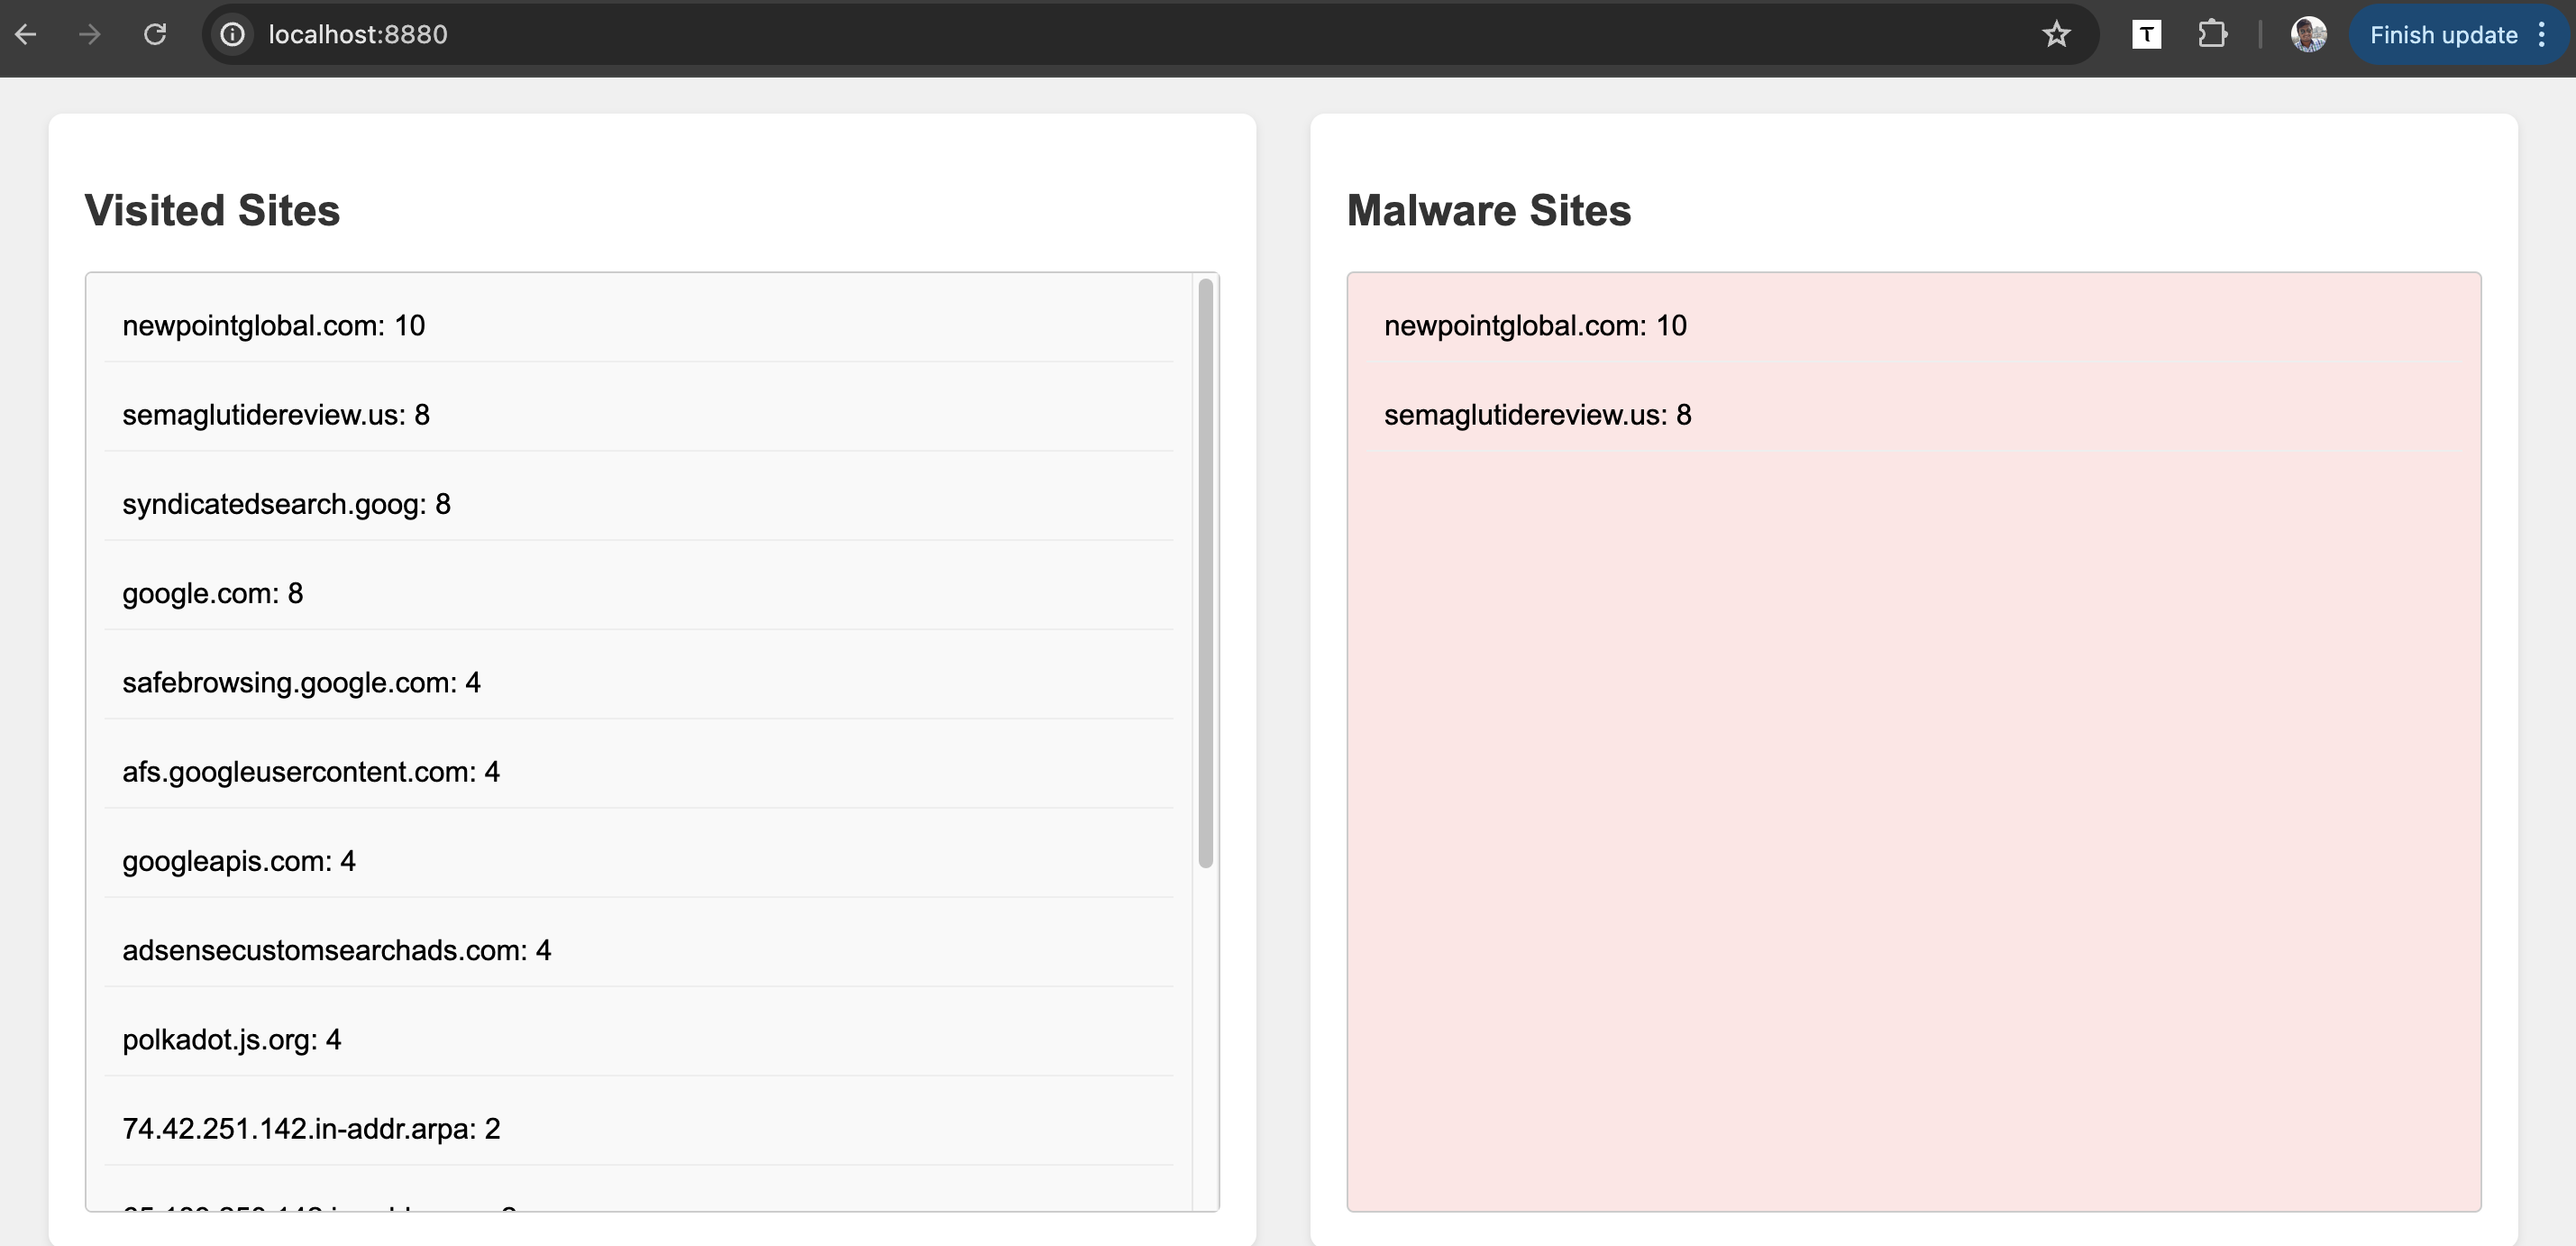 localhost:8880
T
Finish update
Visited Sites
newpointglobal.com: 10
semaglutidereview.us: 8
syndicatedsearch.goog: 8
google.com: 8
safebrowsing.google.com: 4
afs.googleusercontent.com: 4
googleapis.com: 4
adsensecustomsearchads.com: 4
polkadot.js.org: 4
74.42.251.142.in-addr.arpa: 2
Malware Sites
newpointglobal.com: 10
semaglutidereview.us: 8